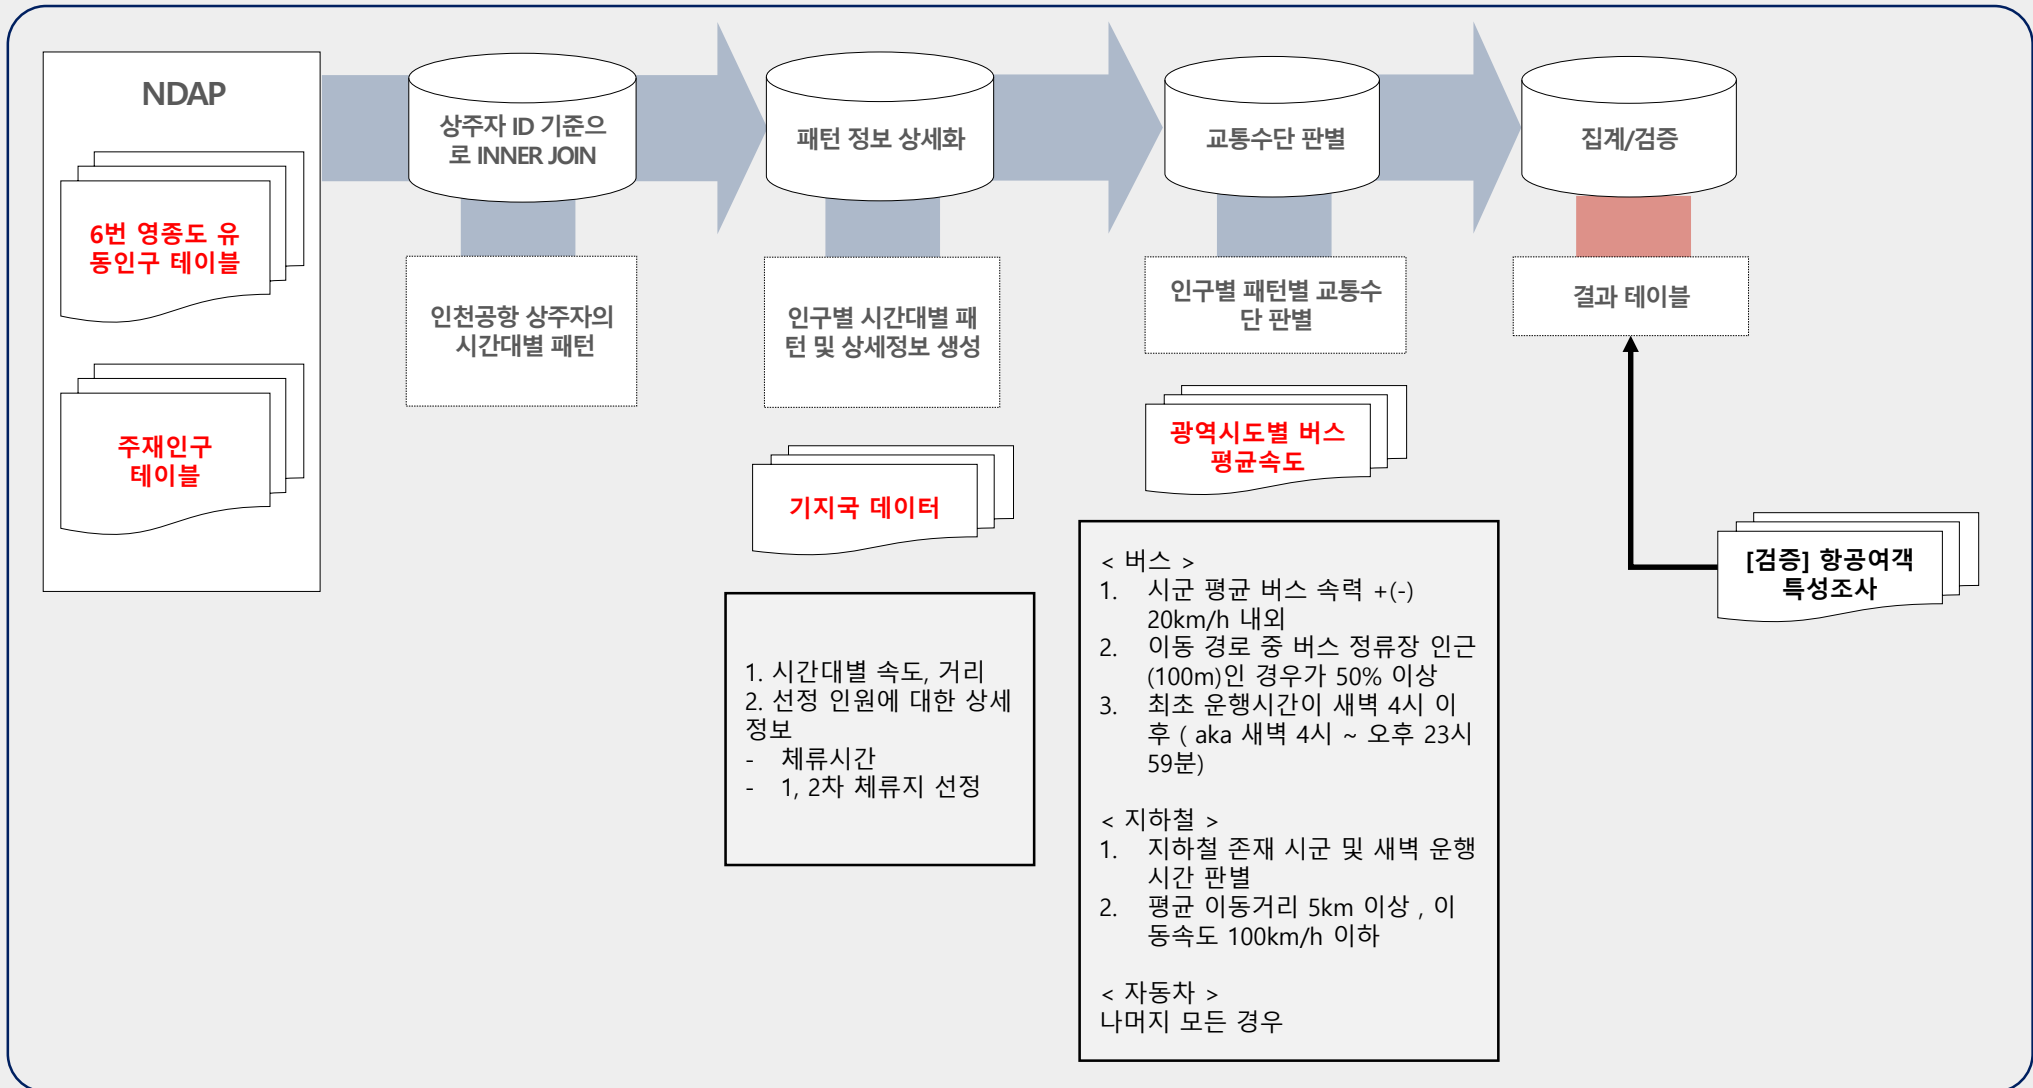 NDAP
6번 영종도 유
동인구 테이블
주재인구
테이블
상주자 ID 기준으
로 INNER JOIN
인천공항 상주자의
시간대별 패턴
패턴 정보 상세화
인구별 시간대별 패
턴 및 상세정보 생성
기지국 데이터
1. 시간대별 속도, 거리
2. 선정 인원에 대한 상세
정보
- 체류시간
- 1, 2차 체류지 선정
교통수단 판별
인구별 패턴별 교통수
단 판별
광역시도별 버스
평균속도
< 버스 >
1. 시군 평균 버스 속력 +(-)
20km/h 내외
2. 이동 경로 중 버스 정류장 인근
(100m)인 경우가 50% 이상
3. 최초 운행시간이 새벽 4시 이
후 ( aka 새벽 4시 ~ 오후 23시
59분)
< 지하철 >
1. 지하철 존재 시군 및 새벽 운행
시간 판별
2. 평균 이동거리 5km 이상 , 이
동속도 100km/h 이하
< 자동차 >
나머지 모든 경우
집계/검증
결과 테이블
[검증] 항공여객
특성조사